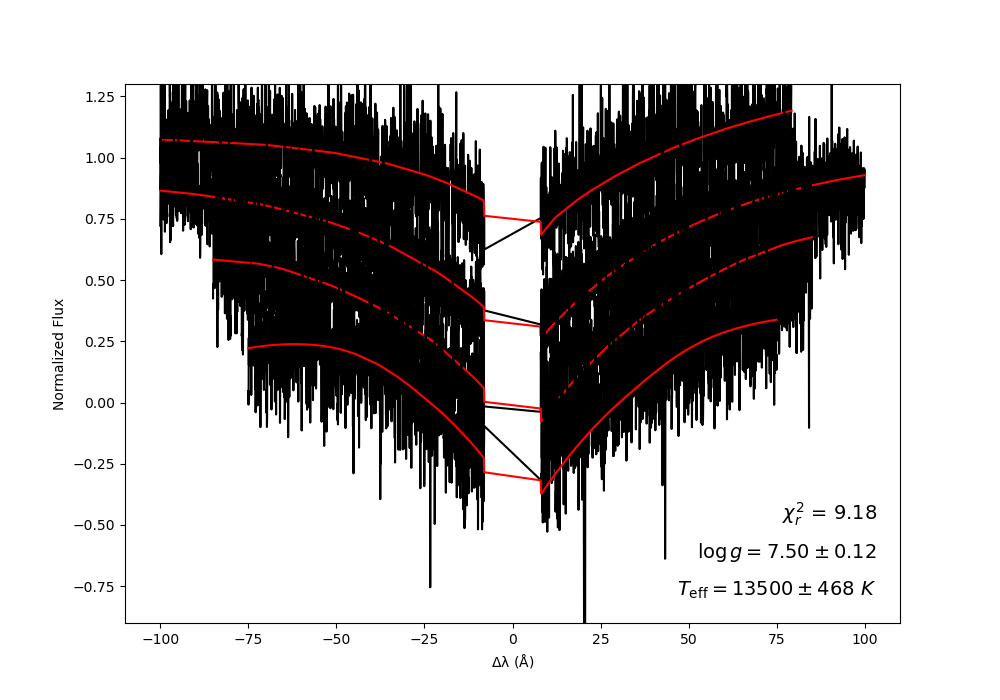 1.25
1.00
0.75
0.50
0.25
0.00
−0.25
−0.50
−0.75
Normalized Flux
χ²ᵣ = 9.18
log g = 7.50 ± 0.12
T_eff = 13500 ± 468 K
−100 −75 −50 −25 0 25 50 75 100
Δλ (Å)